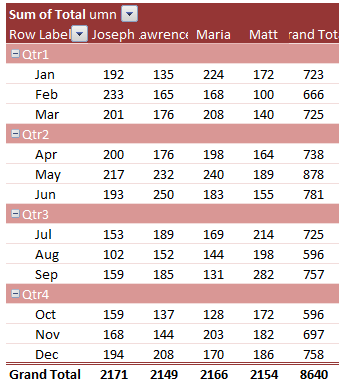 Sum of Total umn
Row Label Joseph awrence Maria Matt rand Tot
Qtr1
Jan 192 135 224 172 723
Feb 233 165 168 100 666
Mar 201 176 208 140 725
Qtr2
Apr 200 176 198 164 738
May 217 232 240 189 878
Jun 193 250 183 155 781
Qtr3
Jul 153 189 169 214 725
Aug 102 152 144 198 596
Sep 159 185 131 282 757
Qtr4
Oct 159 137 128 172 596
Nov 168 144 203 182 697
Dec 194 208 170 186 758
Grand Total 2171 2149 2166 2154 8640